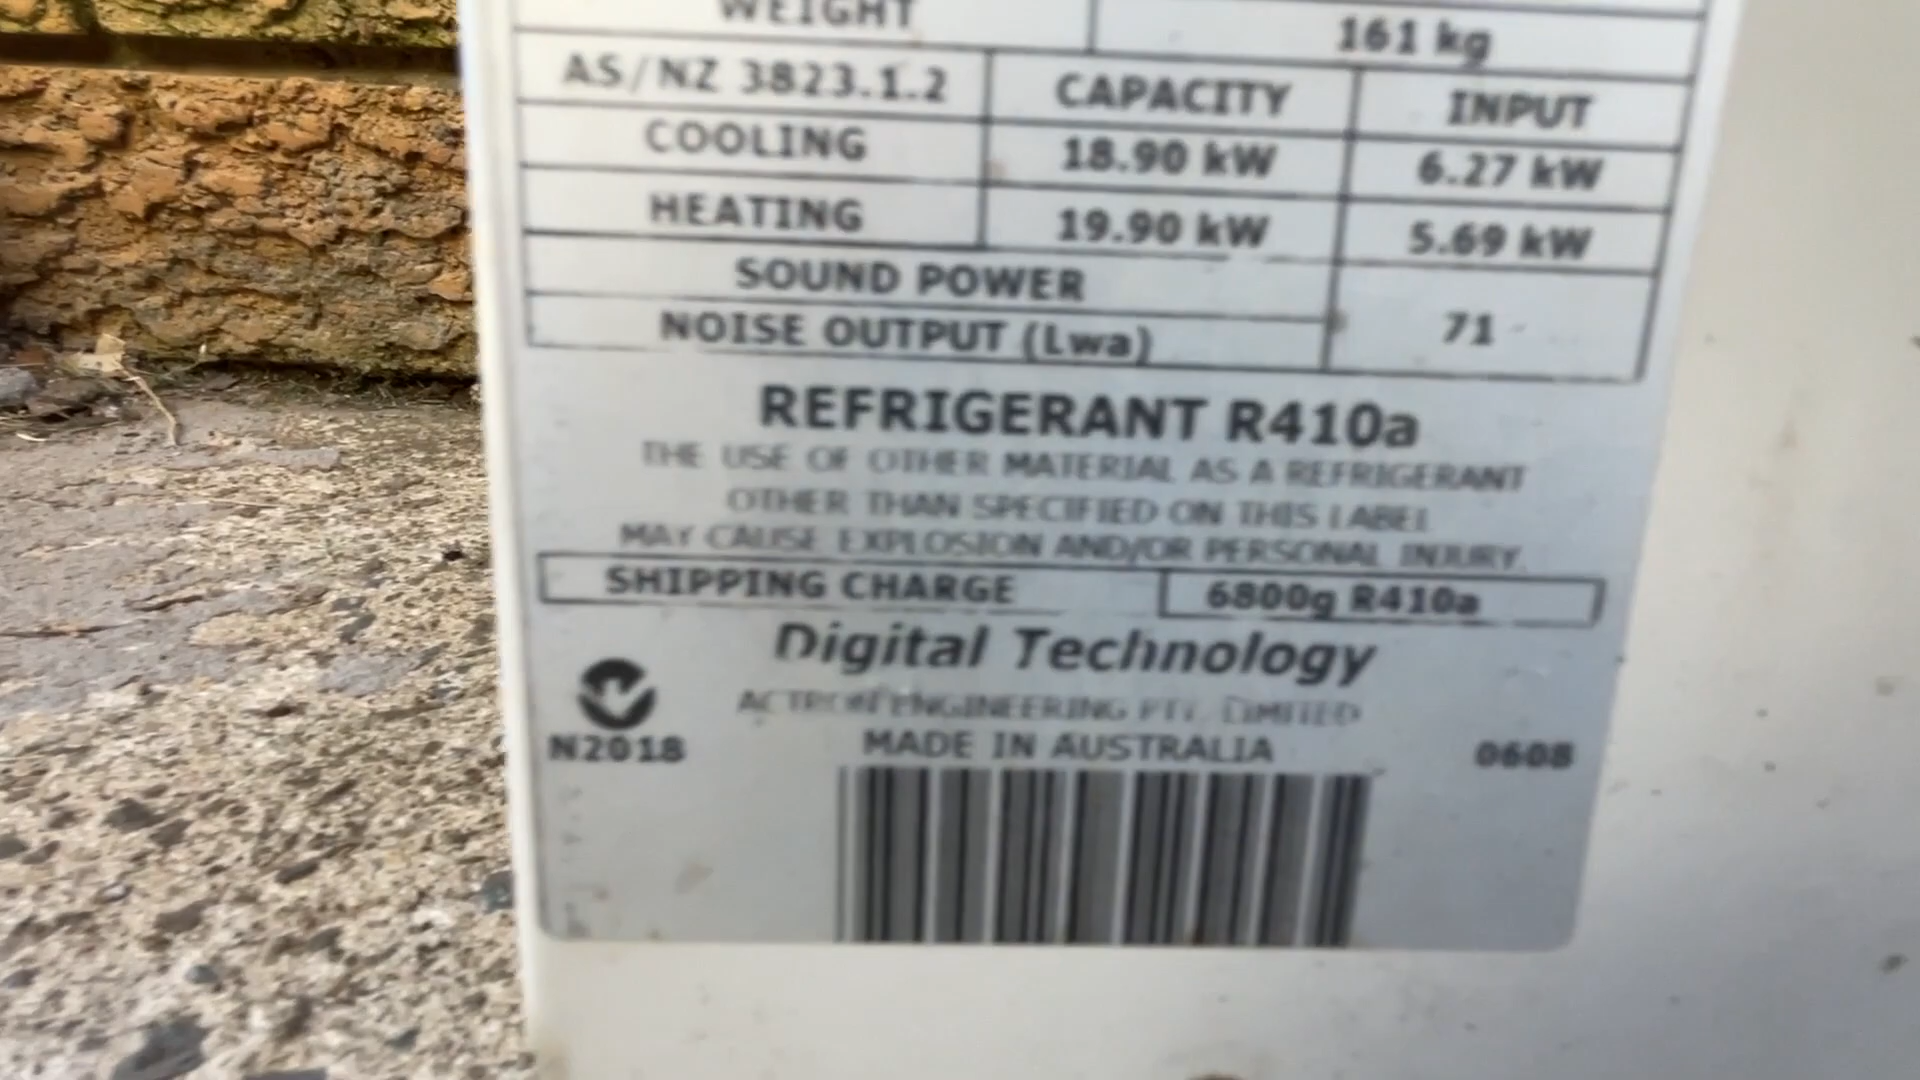 WEIGHT 161 kg
AS/NZ 3823.1.2 CAPACITY INPUT
COOLING 18.90 kW 6.27 kW
HEATING 19.90 kW 5.69 kW
SOUND POWER
NOISE OUTPUT (Lwa) 71
REFRIGERANT R410a
THE USE OF OTHER MATERIAL AS A REFRIGERANT
OTHER THAN SPECIFIED ON THIS LABEL
MAY CAUSE EXPLOSION AND/OR PERSONAL INJURY.
SHIPPING CHARGE 6800g R410a
Digital Technology
ACTRON ENGINEERING PTY. LIMITED
N2018 MADE IN AUSTRALIA 0608